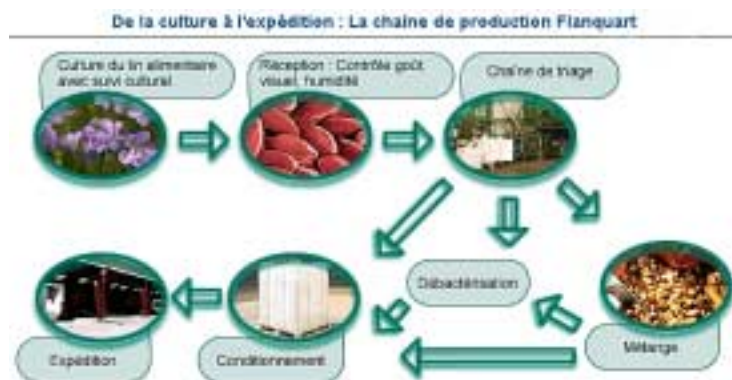 De la culture à l'expédition : La chaîne de production Flanquart
Culture du lin alimentaire
avec suivi cultural
Réception : Contrôle goût
visuel, humidité
Chaîne de triage
Débactérisation
Expédition
Conditionnement
Mélange